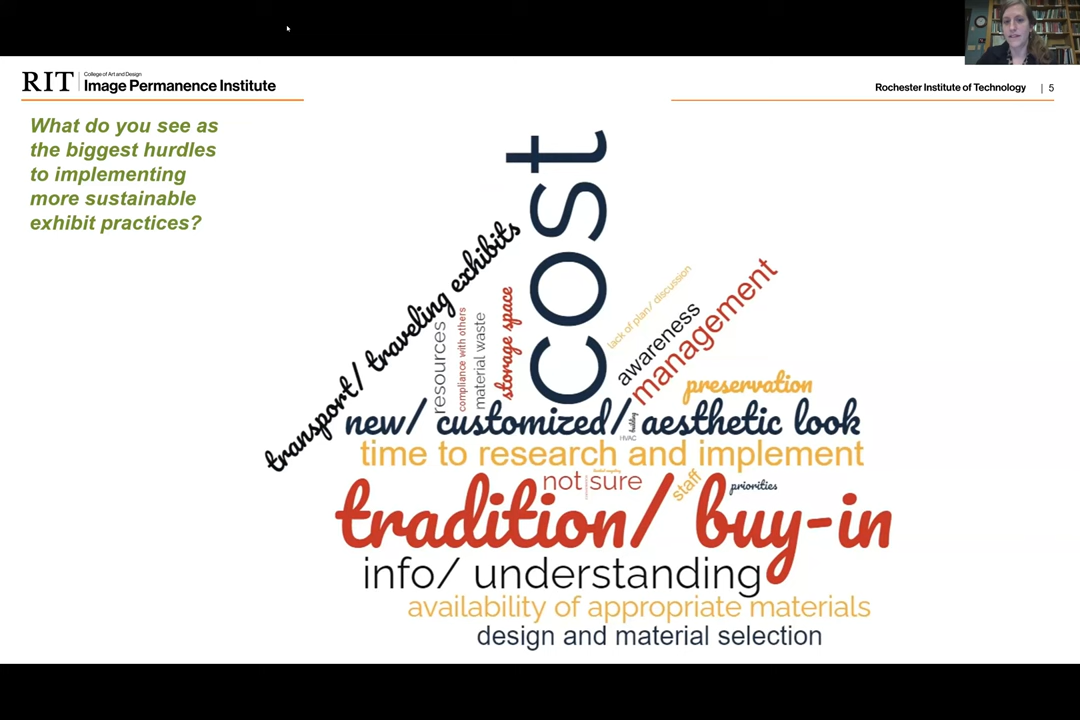 RIT
College of Art and Design
Image Permanence Institute
Rochester Institute of Technology | 5
What do you see as
the biggest hurdles
to implementing
more sustainable
exhibit practices?
cost
transport/ traveling exhibits
resources
compliance with others
material waste
storage space
lack of plan/ discussion
awareness
management
preservation
new/ customized/ aesthetic look
building
HVAC
time to research and implement
not sure
staff
priorities
tradition/ buy-in
info/ understanding
availability of appropriate materials
design and material selection